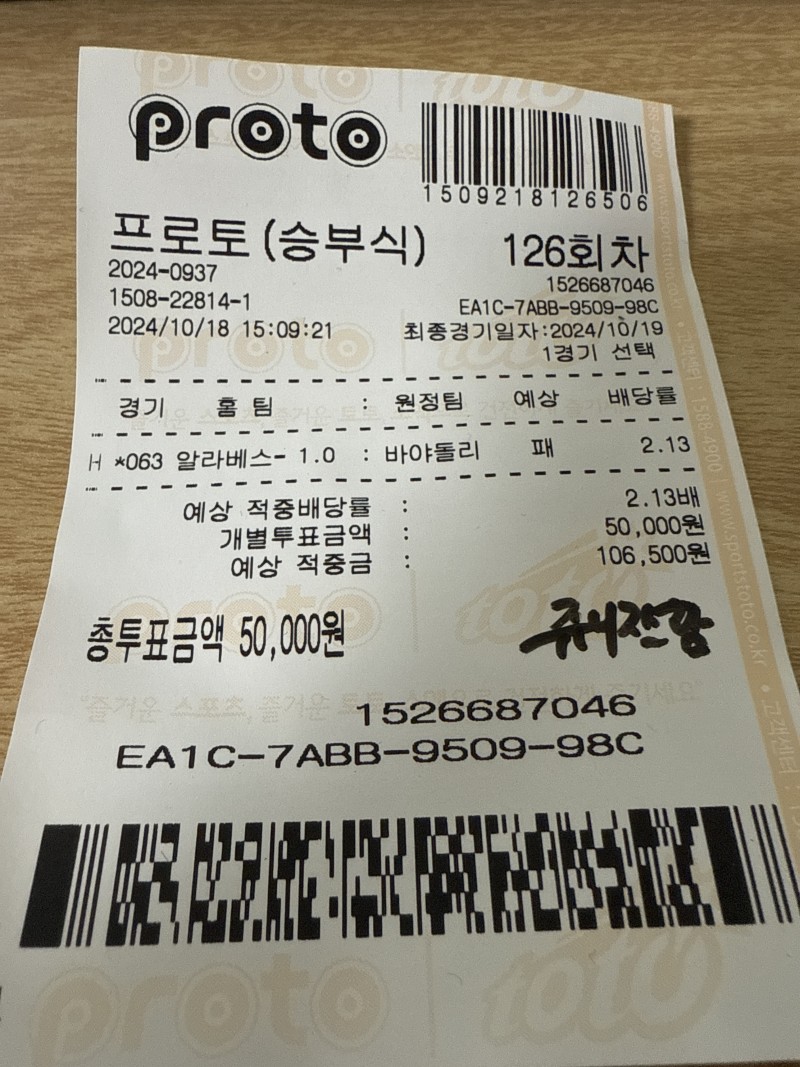 proto
1509218126506
프로토(승부식) 126회차
2024-0937
1526687046
1508-22814-1
EA1C-7ABB-9509-98C
2024/10/18 15:09:21
최종경기일자:2024/10/19
1경기 선택
경기 홈팀 : 원정팀 예상 배당률
H *063 알라베스- 1.0 : 바야돌리 패 2.13
예상 적중배당률 : 2.13배
개별투표금액 : 50,000원
예상 적중금 : 106,500원
총투표금액 50,000원
1526687046
EA1C-7ABB-9509-98C
proto toto